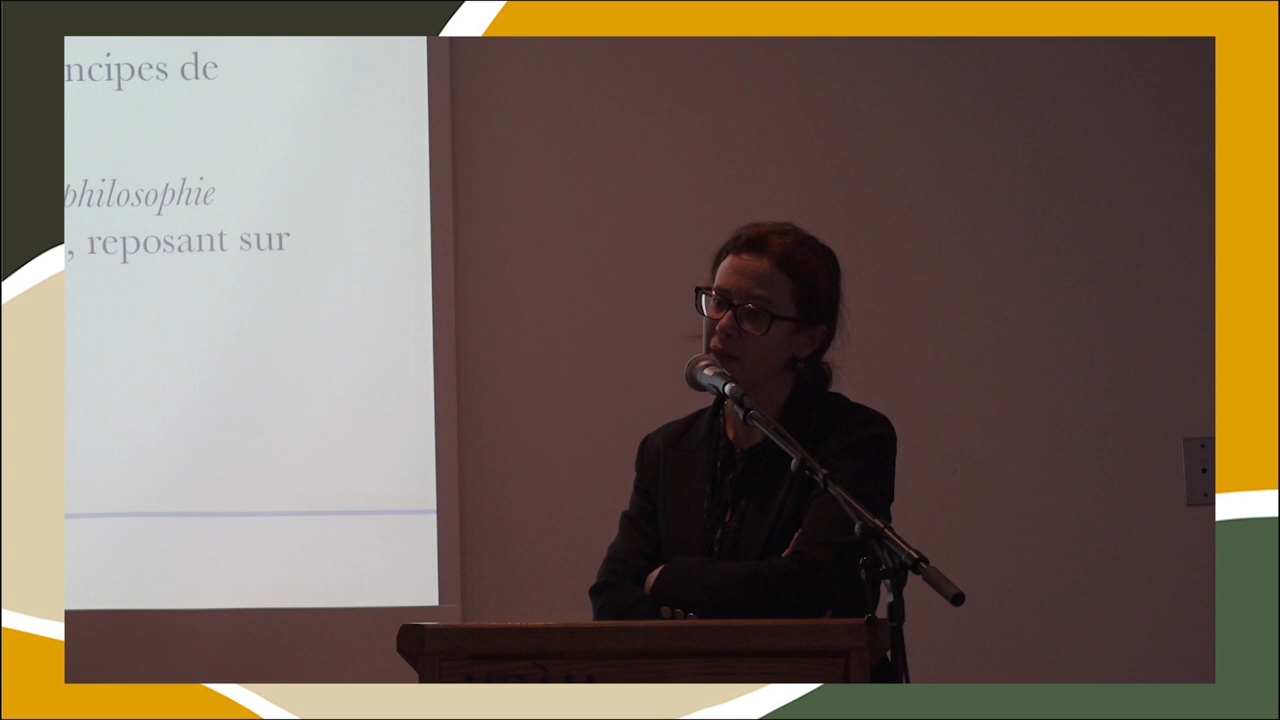 ncipes de
philosophie
, reposant sur